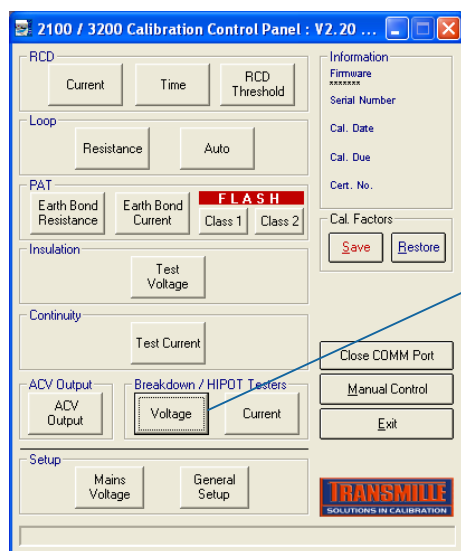 2100 / 3200 Calibration Control Panel : V2.20 ...
RCD
Current
Time
RCD
Threshold
Loop
Resistance
Auto
PAT
Earth Bond
Resistance
Earth Bond
Current
FLASH
Class 1
Class 2
Insulation
Test
Voltage
Continuity
Test Current
ACV Output
ACV
Output
Breakdown / HIPOT Testers
Voltage
Current
Setup
Mains
Voltage
General
Setup
Information
Firmware
*******
Serial Number
Cal. Date
Cal. Due
Cert. No.
Cal. Factors
Save
Restore
Close COMM Port
Manual Control
Exit
TRANSMILLE
SOLUTIONS IN CALIBRATION